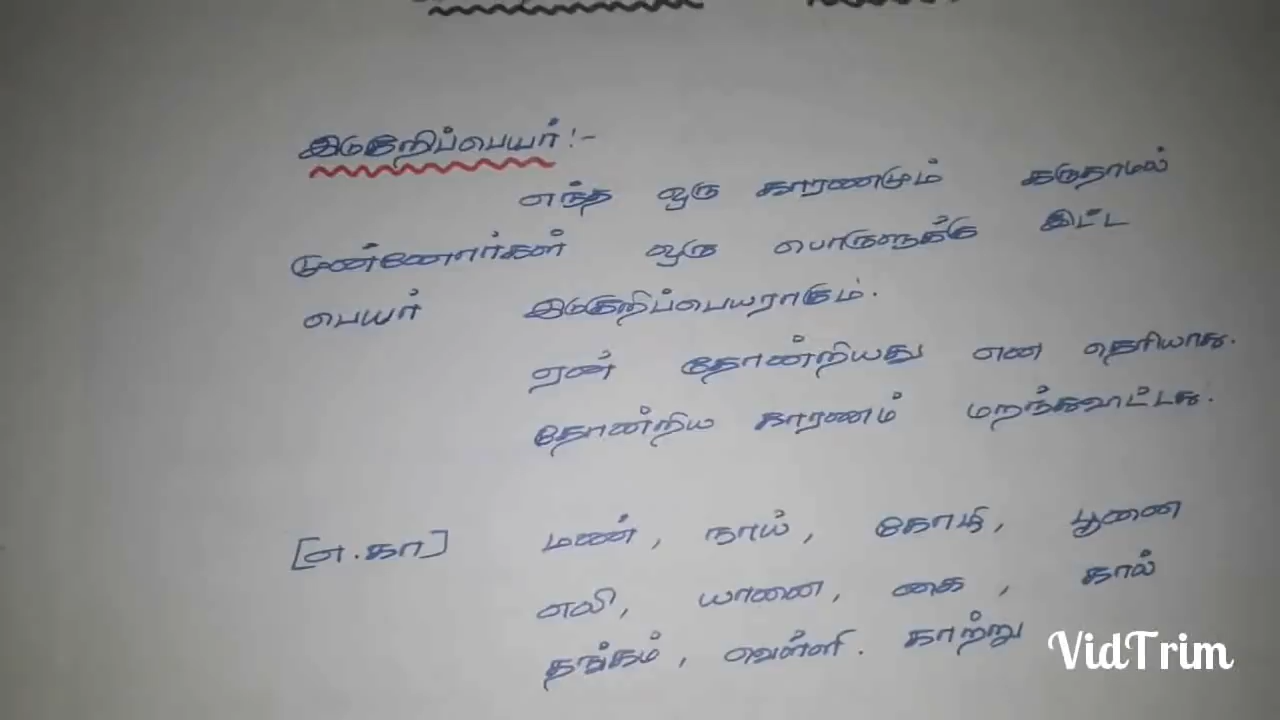 இடுகுறிப்பெயர்:-
எந்த ஒரு காரணமும் கருதாமல்
முன்னோர்கள் ஒரு பொருளுக்கு இட்ட
பெயர் இடுகுறிப்பெயராகும்.
ஏன் தோன்றியது என தெரியாது.
தோன்றிய காரணம் மறந்துவிட்டது.
[எ.கா] மண், நாய், கோழி, பூனை
எலி, யானை, கை, கால்
தங்கம், வெள்ளி. காற்று
VidTrim